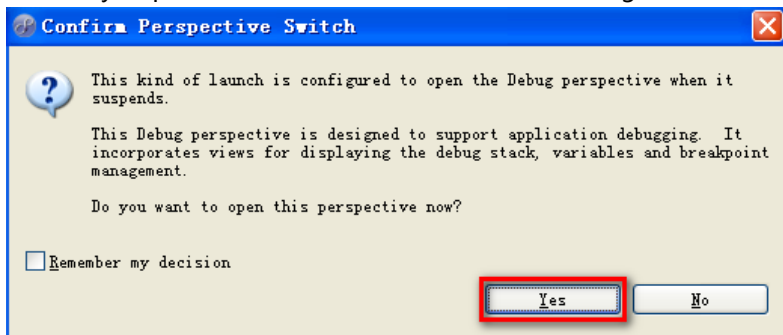 Confirm Perspective Switch
This kind of launch is configured to open the Debug perspective when it
suspends.
This Debug perspective is designed to support application debugging. It
incorporates views for displaying the debug stack, variables and breakpoint
management.
Do you want to open this perspective now?
Remember my decision
Yes
No